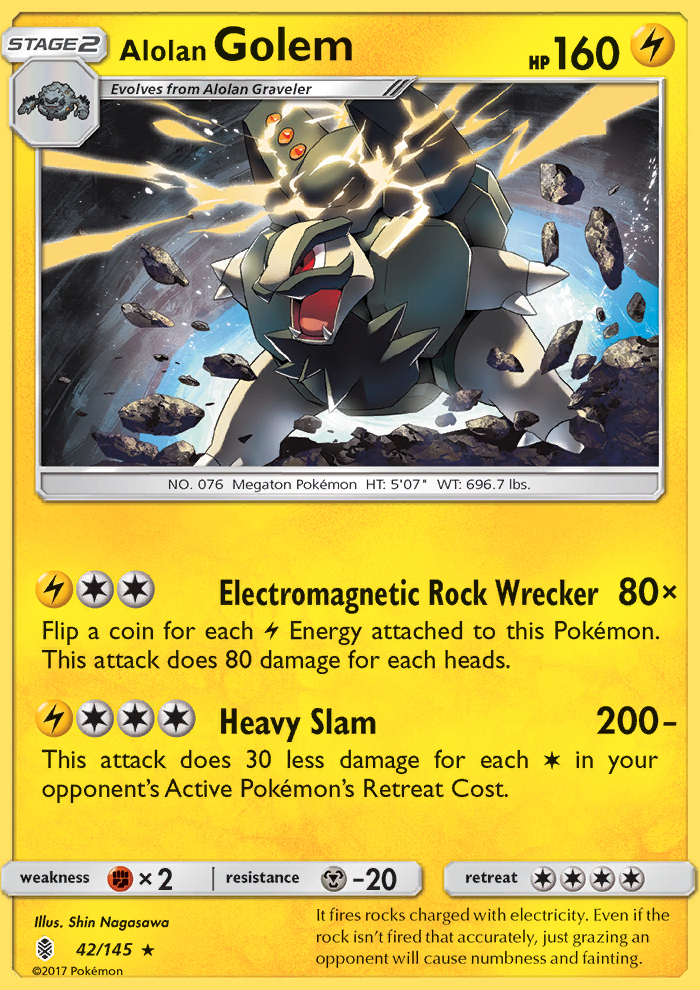 STAGE 2
Alolan Golem HP 160
Evolves from Alolan Graveler
NO. 076 Megaton Pokémon HT: 5'07" WT: 696.7 lbs.
Electromagnetic Rock Wrecker 80×
Flip a coin for each Energy attached to this Pokémon.
This attack does 80 damage for each heads.
Heavy Slam 200-
This attack does 30 less damage for each in your
opponent's Active Pokémon's Retreat Cost.
weakness ×2 resistance -20 retreat
Illus. Shin Nagasawa
42/145 ★
©2017 Pokémon
It fires rocks charged with electricity. Even if the
rock isn't fired that accurately, just grazing an
opponent will cause numbness and fainting.